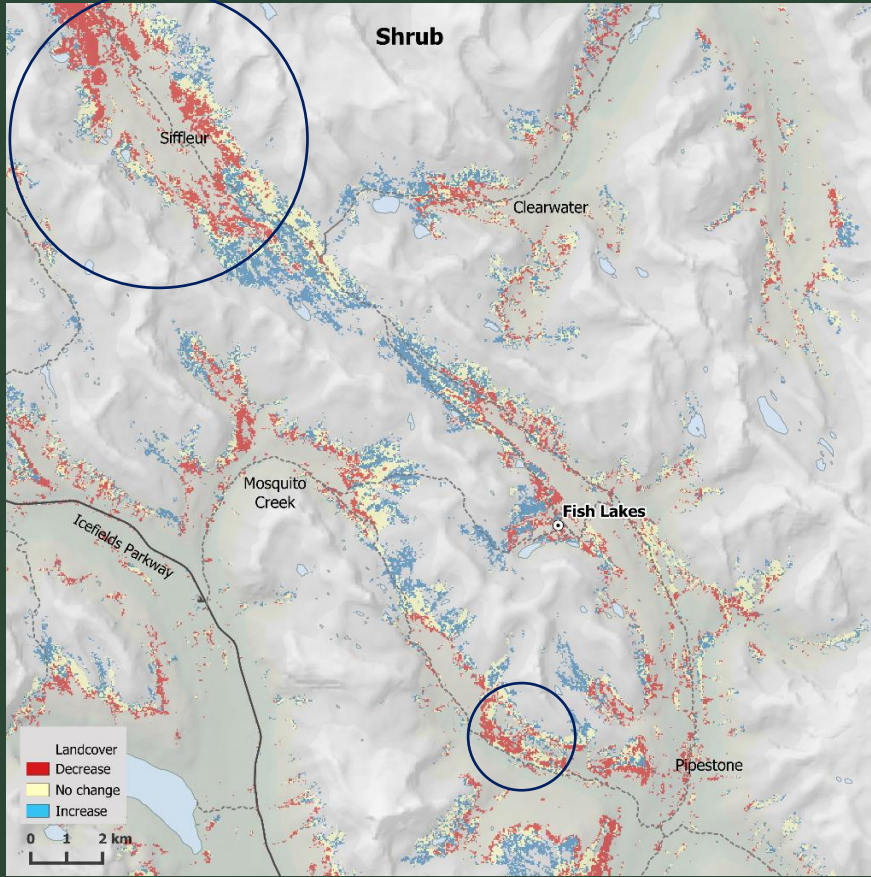 Shrub
Siffleur
Clearwater
Mosquito
Creek
Fish Lakes
Icefields Parkway
Pipestone
Landcover
Decrease
No change
Increase
0 1 2 km